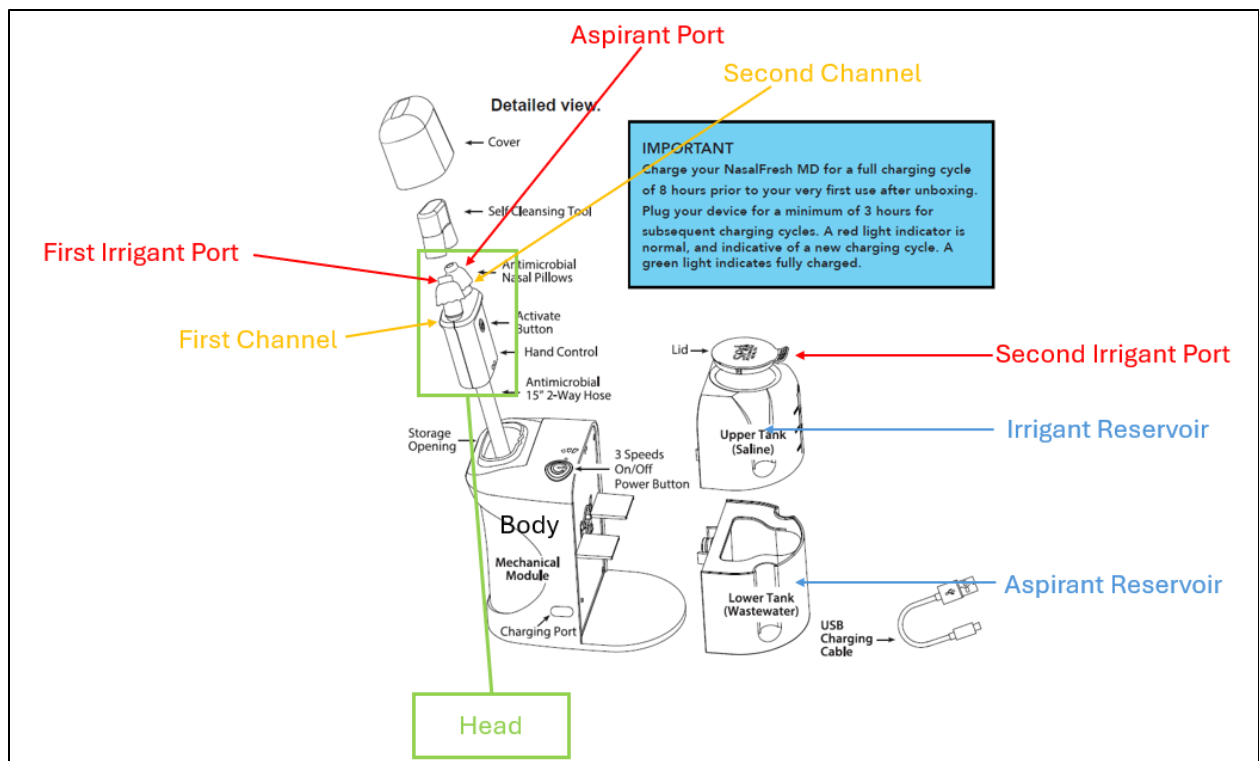 Aspirant Port
Second Channel
Detailed view.
Cover
IMPORTANT
Charge your NasalFresh MD for a full charging cycle
of 8 hours prior to your very first use after unboxing.
Plug your device for a minimum of 3 hours for
subsequent charging cycles. A red light indicator is
normal, and indicative of a new charging cycle. A
green light indicates fully charged.
Self Cleansing Tool
First Irrigant Port
Antimicrobial
Nasal Pillows
First Channel
Activate
Button
Hand Control
Lid
Second Irrigant Port
Antimicrobial
15" 2-Way Hose
Storage
Opening
Upper Tank
(Saline)
Irrigant Reservoir
3 Speeds
On/Off
Power Button
Body
Mechanical
Module
Lower Tank
(Wastewater)
Aspirant Reservoir
Charging Port
USB
Charging
Cable
Head